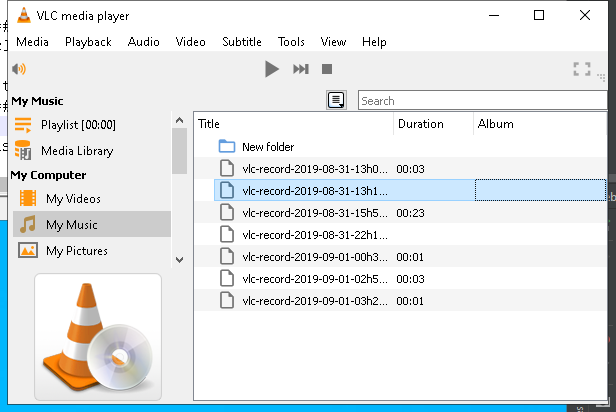 VLC media player
Media Playback Audio Video Subtitle Tools View Help
My Music
Playlist [00:00]
Media Library
My Computer
My Videos
My Music
My Pictures
Search
Title Duration Album
New folder
vlc-record-2019-08-31-13h0... 00:03
vlc-record-2019-08-31-13h1...
vlc-record-2019-08-31-15h5... 00:23
vlc-record-2019-08-31-22h1...
vlc-record-2019-09-01-00h3... 00:01
vlc-record-2019-09-01-02h5... 00:03
vlc-record-2019-09-01-03h2... 00:01